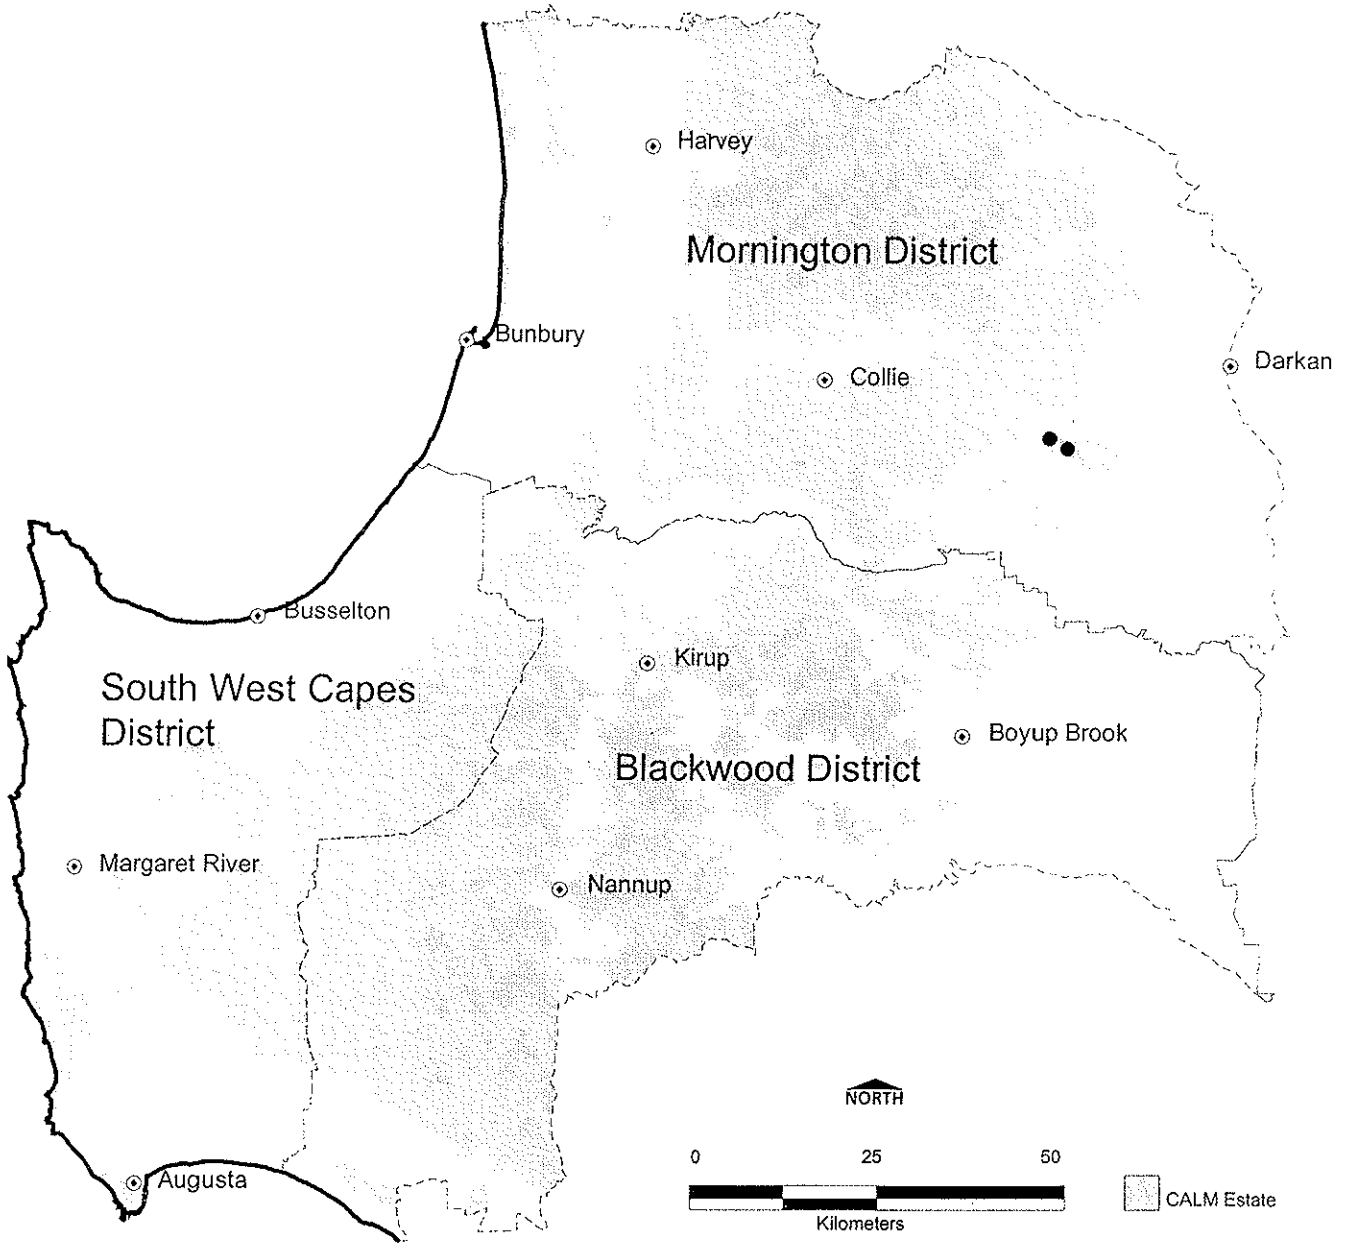 Harvey
Mornington District
Bunbury
Darkan
Collie
Busselton
Kirup
South West Capes
District
Boyup Brook
Blackwood District
Margaret River
Nannup
NORTH
0 25 50
Augusta
CALM Estate
Kilometers